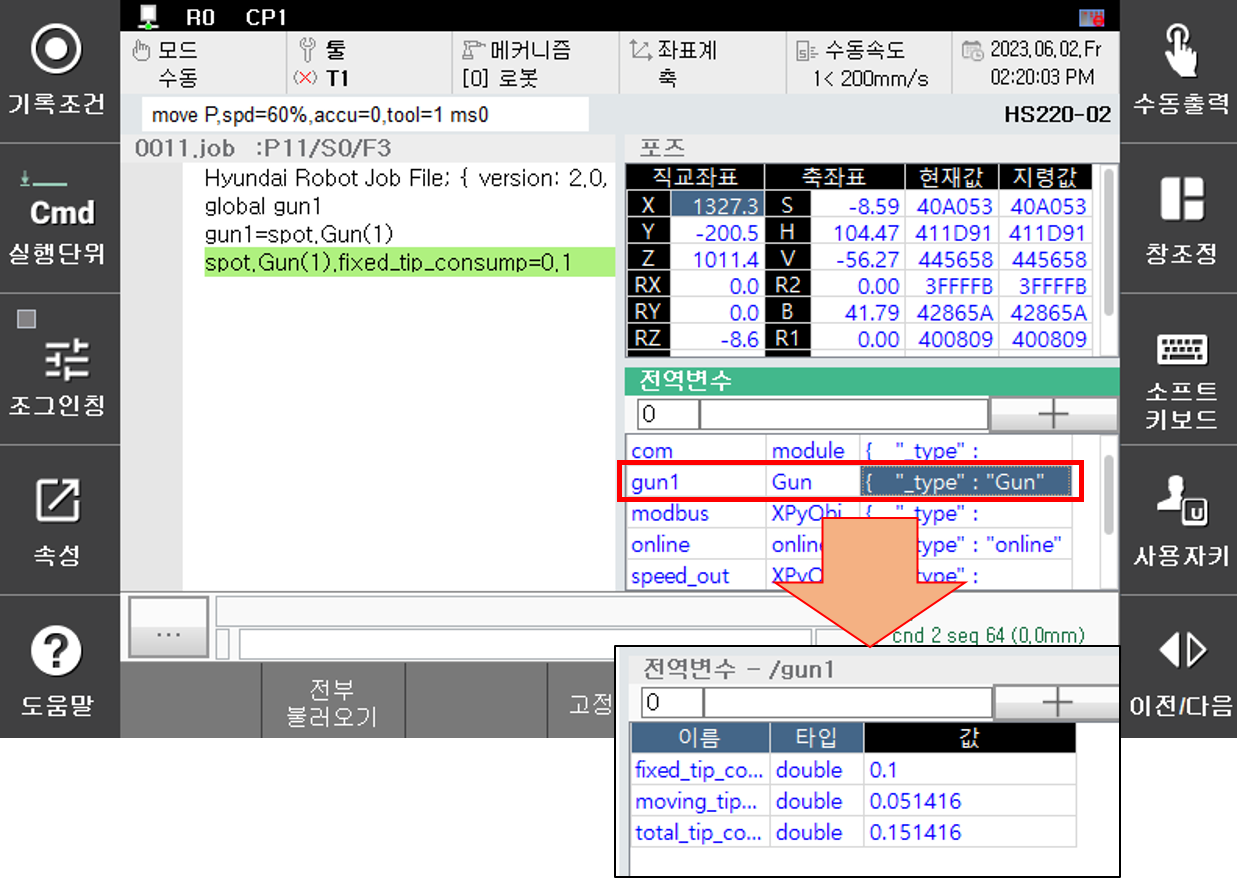 R0 CP1
기록조건
Cmd
실행단위
조그인칭
속성
도움말
모드
수동
툴
(X) T1
메커니즘
[0] 로봇
좌표계
축
수동속도
1< 200mm/s
2023.06.02.Fr
02:20:03 PM
move P,spd=60%,accu=0,tool=1 ms0
HS220-02
0011.job :P11/S0/F3
Hyundai Robot Job File; { version: 2.0,
global gun1
gun1=spot.Gun(1)
spot.Gun(1).fixed_tip_consump=0.1
포즈
직교좌표 축좌표 현재값 지령값
X 1327.3 S -8.59 40A053 40A053
Y -200.5 H 104.47 411D91 411D91
Z 1011.4 V -56.27 445658 445658
RX 0.0 R2 0.00 3FFFFB 3FFFFB
RY 0.0 B 41.79 42865A 42865A
RZ -8.6 R1 0.00 400809 400809
전역변수
0
com module { "_type" :
gun1 Gun { "_type" : "Gun"
modbus XPyObj { "_type" :
online "online"
speed_out
...
cnd 2 seq 64 (0.0mm)
전부
불러오기
고정
전역변수 - /gun1
0
이름 타입 값
fixed_tip_co... double 0.1
moving_tip... double 0.051416
total_tip_co... double 0.151416
수동출력
창조정
소프트
키보드
U
사용자키
이전/다음